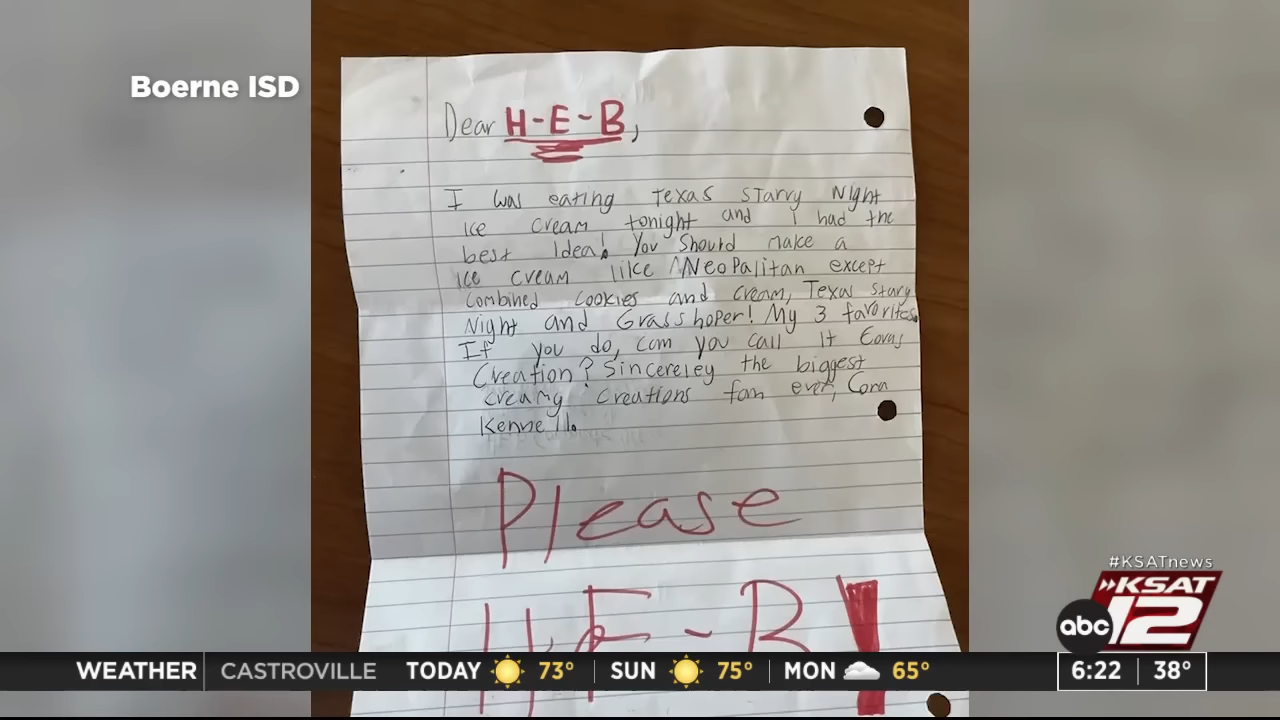 Boerne ISD
Dear H-E-B,
I was eating Texas Starry Night
Ice cream tonight and I had the
best Idea! You Should make a
Ice cream like NeoPalitan except
combined cookies and cream, Texas Stary
Night and Grasshoper! My 3 favorites.
If you do, can you call it Coras
Creation? Sincereley the biggest
creamy creations fan ever, Cora
Kennell.
Please
H-E-B!
#KSATnews
KSAT
abc 12
WEATHER CASTROVILLE TODAY 73° SUN 75° MON 65° 6:22 38°